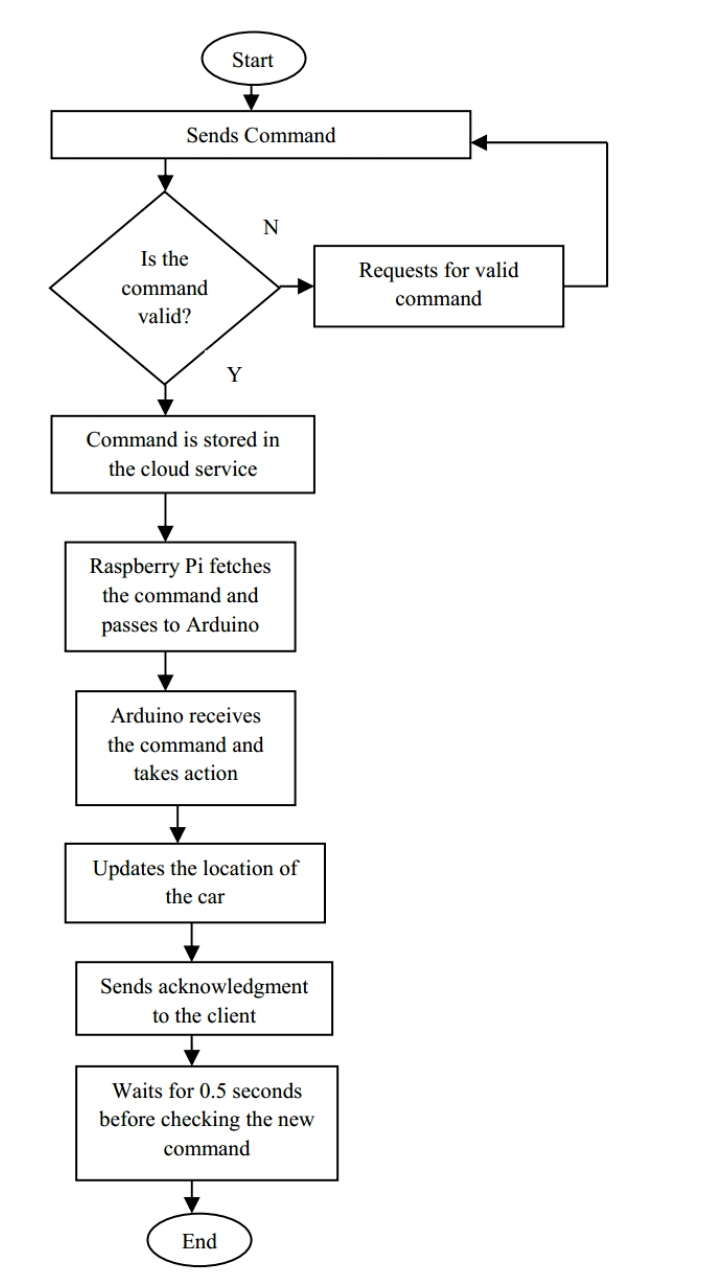 Start
Sends Command
N
Is the
command
valid?
Requests for valid
command
Y
Command is stored in
the cloud service
Raspberry Pi fetches
the command and
passes to Arduino
Arduino receives
the command and
takes action
Updates the location of
the car
Sends acknowledgment
to the client
Waits for 0.5 seconds
before checking the new
command
End